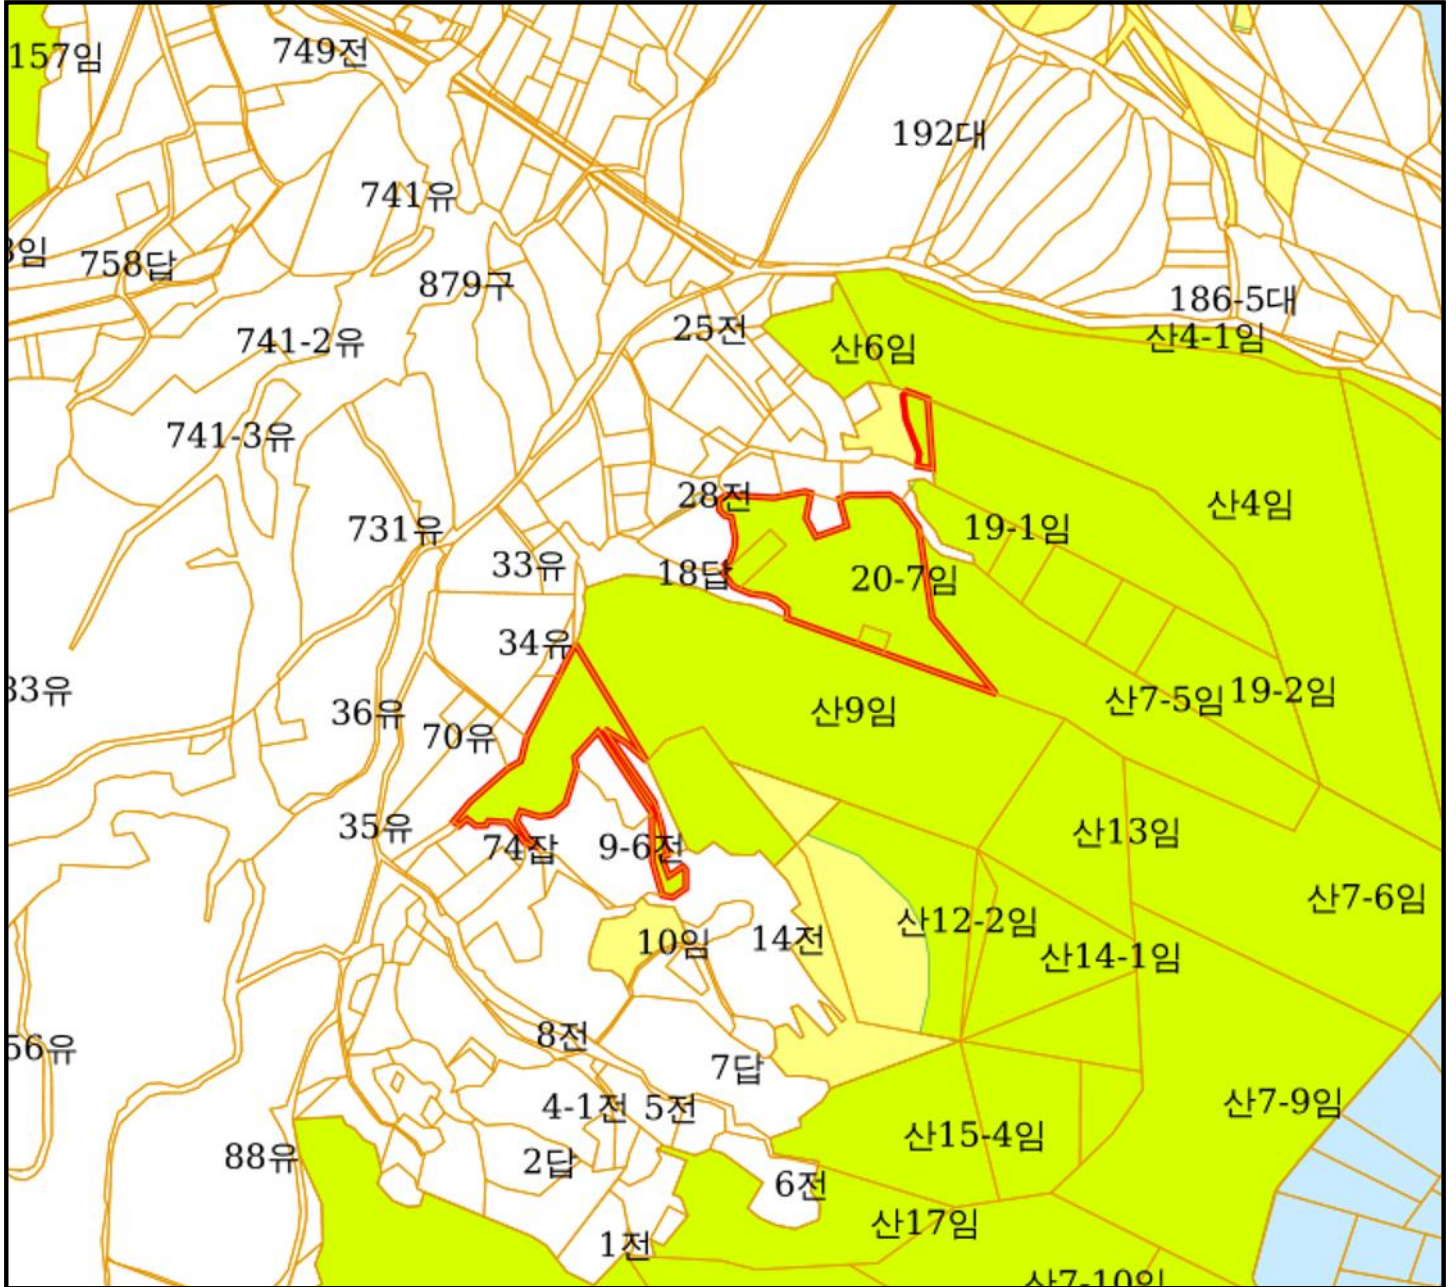 749전
157임
192대
741유
3임
758답
879구
186-5대
25전
741-2유
산6임
산4-1임
741-3유
28전
산4임
731유
19-1임
33유
18답
20-7임
34유
33유
산7-5임
19-2임
36유
산9임
70유
35유
산13임
74잡
9-6전
산7-6임
산12-2임
14전
10임
산14-1임
8전
56유
7답
산7-9임
4-1전
5전
산15-4임
88유
2답
6전
산17임
1전
산7-10임